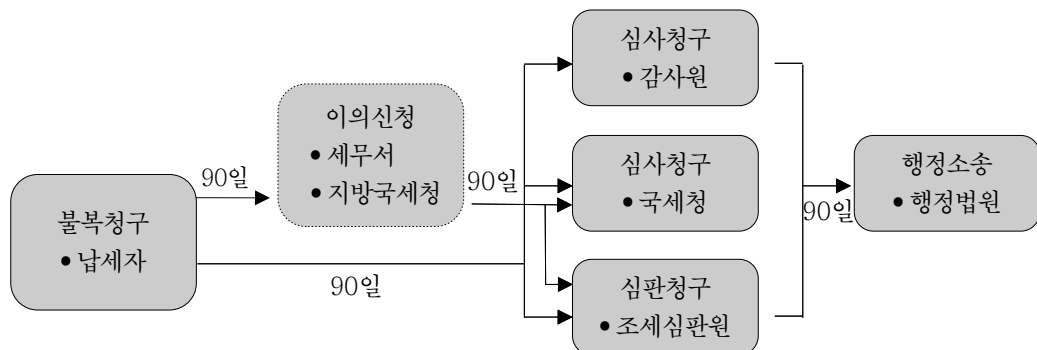 불복청구
• 납세자
90일
90일
이의신청
• 세무서
• 지방국세청
90일
심사청구
• 감사원
심사청구
• 국세청
심판청구
• 조세심판원
90일
행정소송
• 행정법원